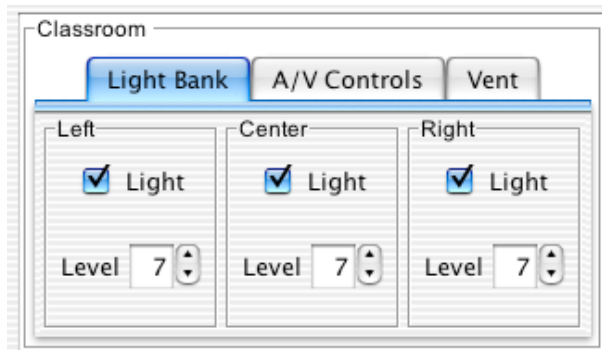 Classroom
Light Bank A/V Controls Vent
Left Center Right
Light Light Light
Level 7 Level 7 Level 7